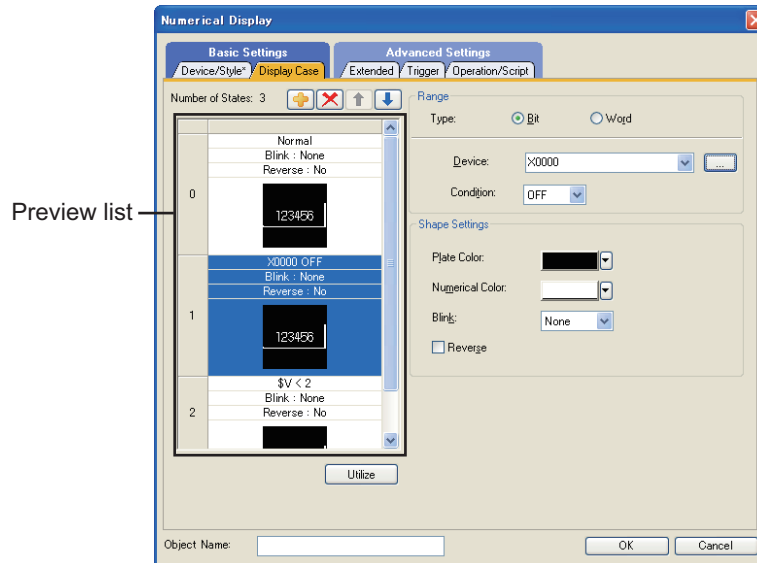 Numerical Display
Basic Settings
Advanced Settings
Device/Style*
Display Case
Extended
Trigger
Operation/Script
Number of States: 3
Normal
Blink : None
Reverse : No
0
123456
X0000 OFF
Blink : None
Reverse : No
1
123456
$V < 2
Blink : None
Reverse : No
2
Utilize
Preview list
Range
Type:
Bit
Word
Device:
X0000
...
Condition:
OFF
Shape Settings
Plate Color:
Numerical Color:
Blink:
None
Reverse
Object Name:
OK
Cancel